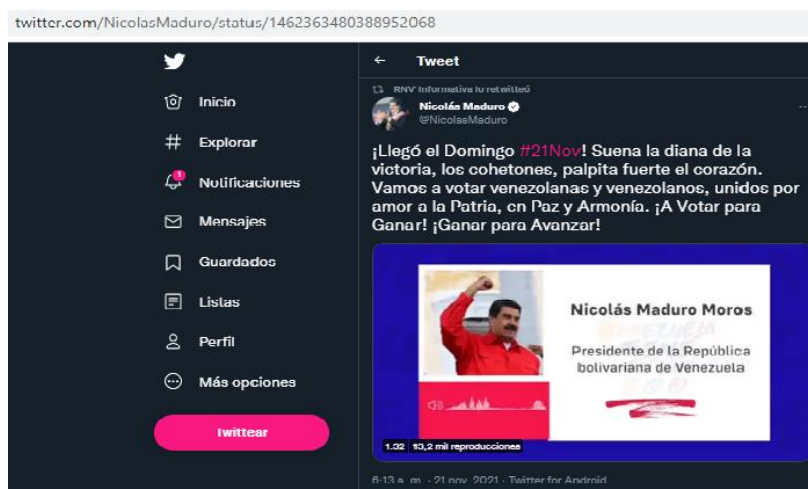 twitter.com/NicolasMaduro/status/1462363480388952068
Tweet
RNV Informativa lo retwitteó
Nicolás Maduro
@NicolasMaduro
Inicio
Explorar
1
Notificaciones
Mensajes
Guardados
Listas
Perfil
Más opciones
Twittear
¡Llegó el Domingo #21Nov! Suena la diana de la
victoria, los cohetones, palpita fuerte el corazón.
Vamos a votar venezolanas y venezolanos, unidos por
amor a la Patria, en Paz y Armonía. ¡A Votar para
Ganar! ¡Ganar para Avanzar!
Nicolás Maduro Moros
Presidente de la República
bolivariana de Venezuela
1:32 13,2 mil reproducciones
6:13 a. m. · 21 nov. 2021 · Twitter for Android